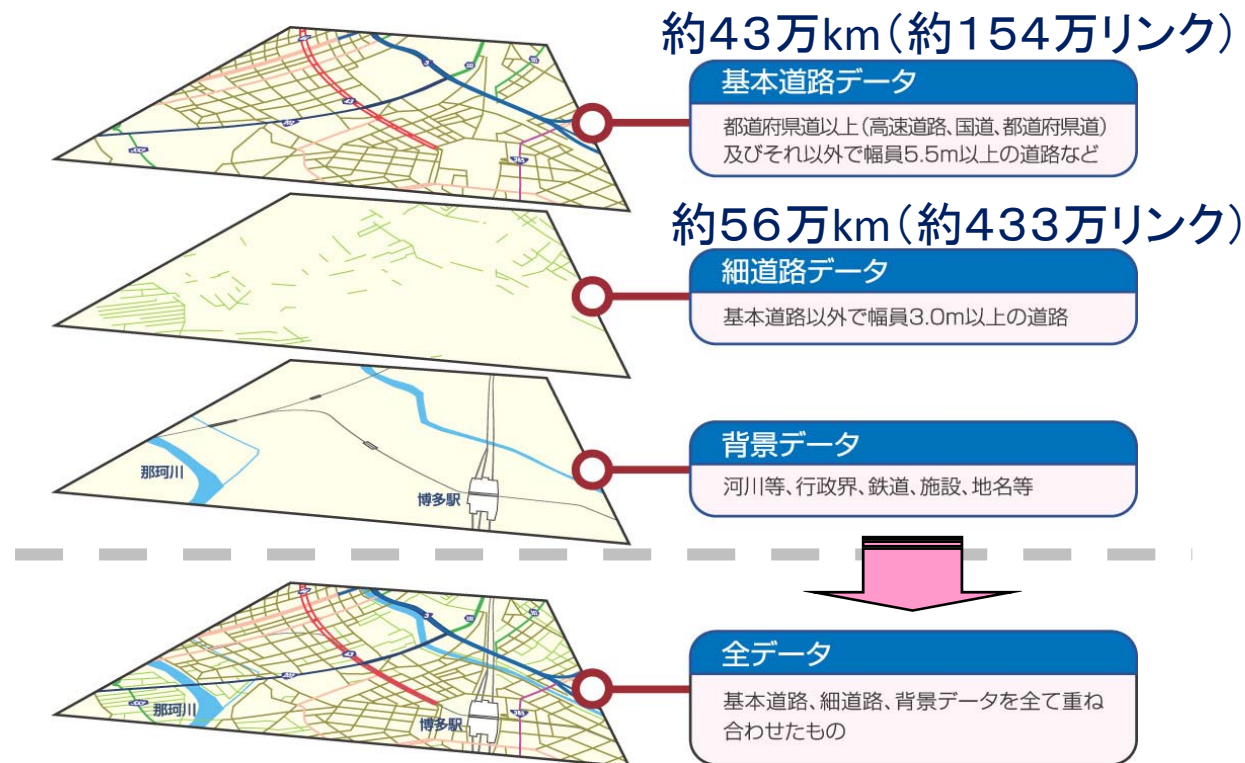 約43万km(約154万リンク)
基本道路データ
都道府県道以上(高速道路、国道、都道府県道)
及びそれ以外で幅員5.5m以上の道路など
3
43
約56万km(約433万リンク)
細道路データ
基本道路以外で幅員3.0m以上の道路
背景データ
河川等、行政界、鉄道、施設、地名等
那珂川
博多駅
全データ
基本道路、細道路、背景データを全て重ね
合わせたもの
3
43
那珂川
博多駅